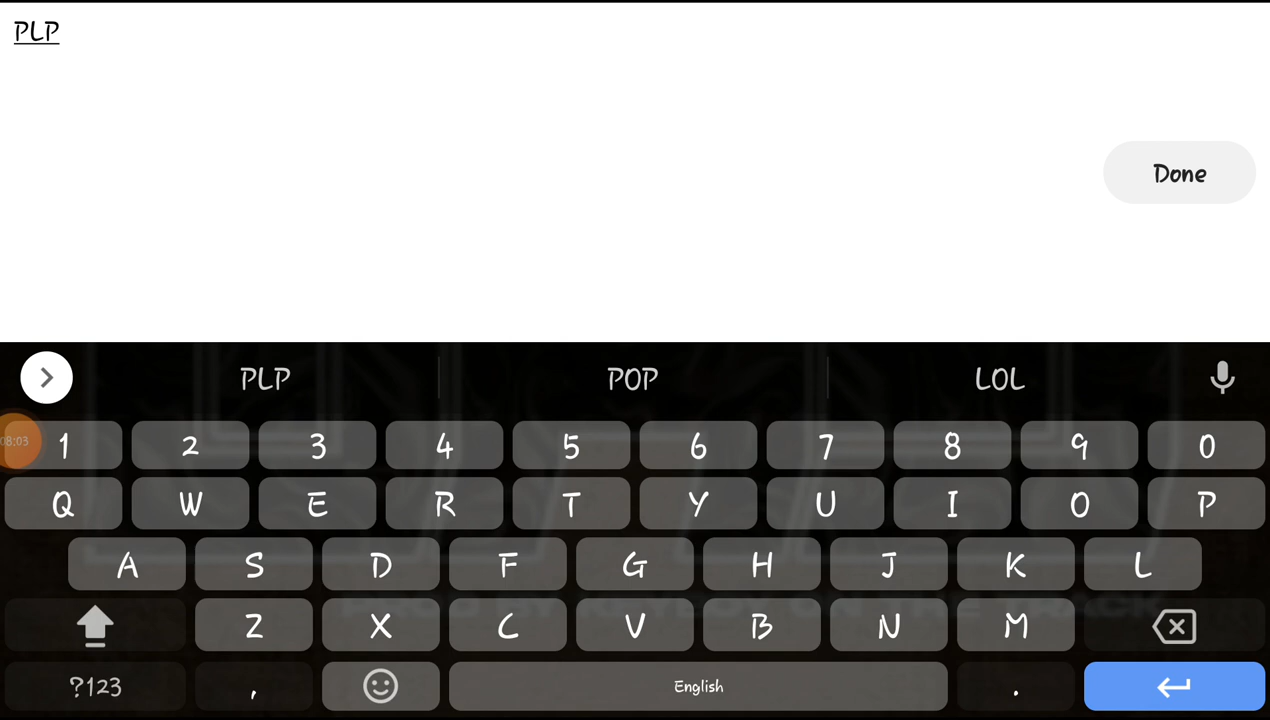 PLP
Done
PLP POP LOL
08:03
1 2 3 4 5 6 7 8 9 0
Q W E R T Y U I O P
A S D F G H J K L
Z X C V B N M
?123 , English .